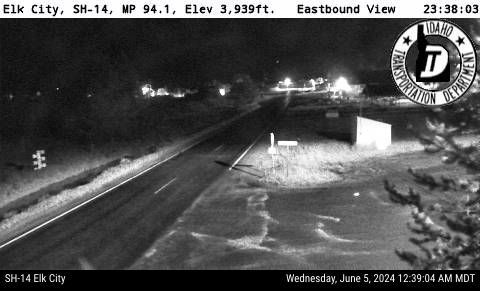 Elk City, SH-14, MP 94.1, Elev 3,939ft. Eastbound View 23:38:03
IDAHO
TRANSPORTATION DEPARTMENT
SH-14 Elk City Wednesday, June 5, 2024 12:39:04 AM MDT